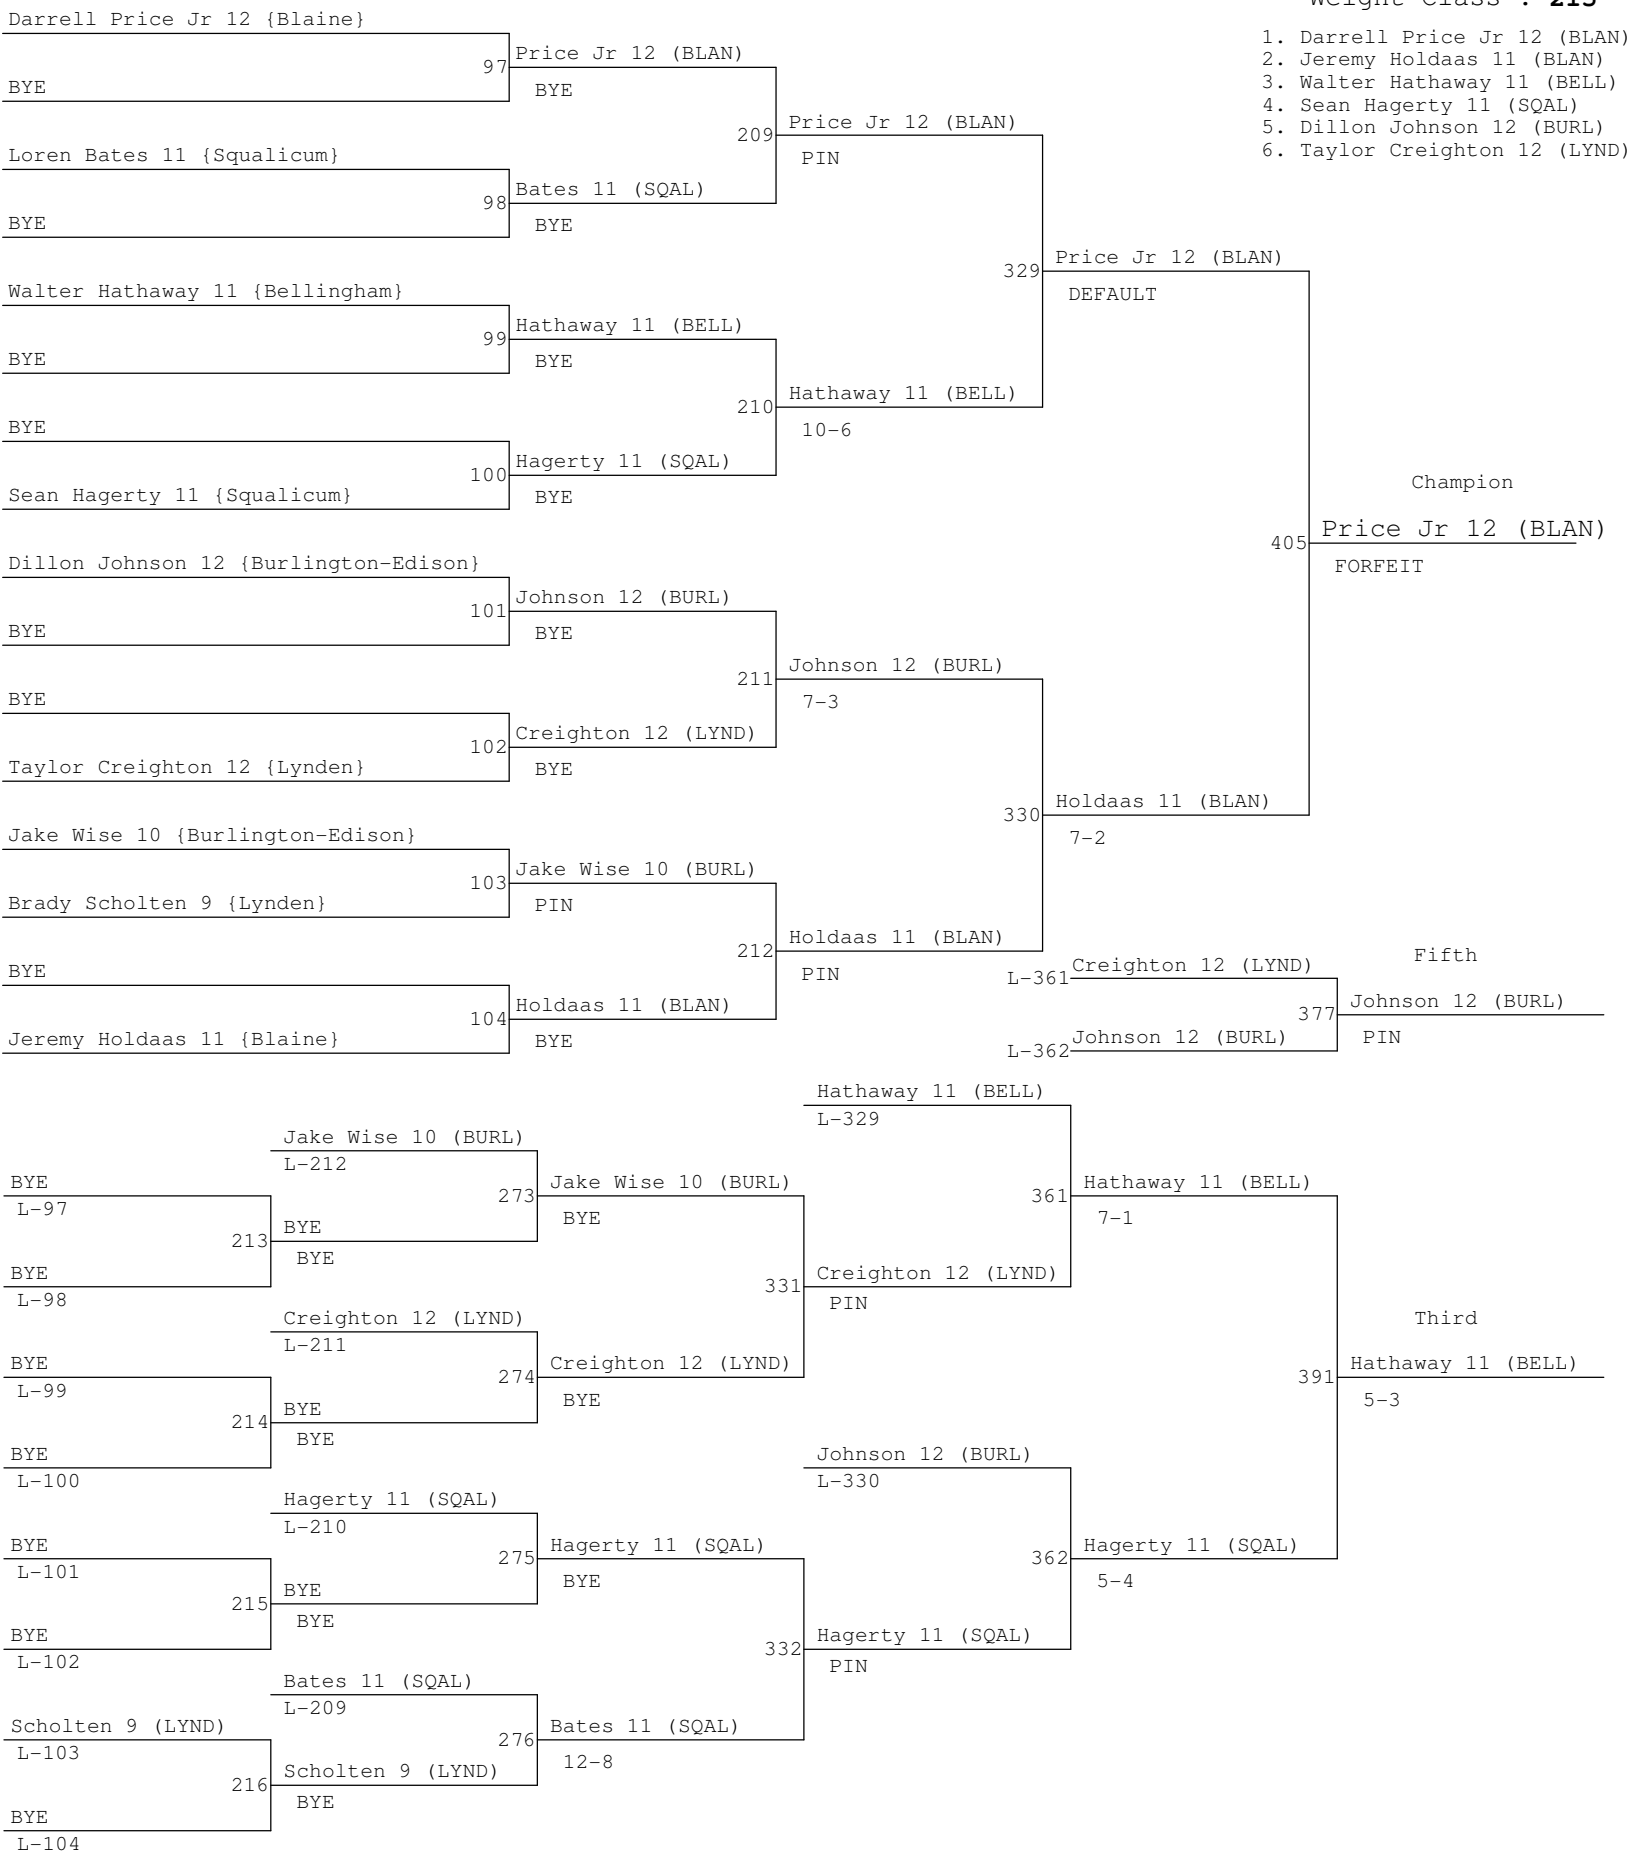 Weight Class : 215
1. Darrell Price Jr 12 (BLAN)
2. Jeremy Holdaas 11 (BLAN)
3. Walter Hathaway 11 (BELL)
4. Sean Hagerty 11 (SQAL)
5. Dillon Johnson 12 (BURL)
6. Taylor Creighton 12 (LYND)
Darrell Price Jr 12 {Blaine}
97
BYE
Price Jr 12 (BLAN)
BYE
Loren Bates 11 {Squalicum}
98
BYE
Bates 11 (SQAL)
BYE
209
Price Jr 12 (BLAN)
PIN
Walter Hathaway 11 {Bellingham}
99
BYE
Hathaway 11 (BELL)
BYE
BYE
100
Sean Hagerty 11 {Squalicum}
Hagerty 11 (SQAL)
BYE
210
Hathaway 11 (BELL)
10-6
329
Price Jr 12 (BLAN)
DEFAULT
Dillon Johnson 12 {Burlington-Edison}
101
BYE
Johnson 12 (BURL)
BYE
BYE
102
Taylor Creighton 12 {Lynden}
Creighton 12 (LYND)
BYE
211
Johnson 12 (BURL)
7-3
Jake Wise 10 {Burlington-Edison}
103
Brady Scholten 9 {Lynden}
Jake Wise 10 (BURL)
PIN
BYE
104
Jeremy Holdaas 11 {Blaine}
Holdaas 11 (BLAN)
BYE
212
Holdaas 11 (BLAN)
PIN
330
Holdaas 11 (BLAN)
7-2
Champion
405
Price Jr 12 (BLAN)
FORFEIT
Fifth
L-361
Creighton 12 (LYND)
L-362
Johnson 12 (BURL)
377
Johnson 12 (BURL)
PIN
Hathaway 11 (BELL)
L-329
Jake Wise 10 (BURL)
L-212
BYE
L-97
213
BYE
L-98
BYE
BYE
273
Jake Wise 10 (BURL)
BYE
Creighton 12 (LYND)
L-211
BYE
L-99
214
BYE
L-100
BYE
BYE
274
Creighton 12 (LYND)
BYE
331
Creighton 12 (LYND)
PIN
361
Hathaway 11 (BELL)
7-1
Johnson 12 (BURL)
L-330
Hagerty 11 (SQAL)
L-210
BYE
L-101
215
BYE
L-102
BYE
BYE
275
Hagerty 11 (SQAL)
BYE
Bates 11 (SQAL)
L-209
Scholten 9 (LYND)
L-103
216
BYE
L-104
Scholten 9 (LYND)
BYE
276
Bates 11 (SQAL)
12-8
332
Hagerty 11 (SQAL)
PIN
362
Hagerty 11 (SQAL)
5-4
Third
391
Hathaway 11 (BELL)
5-3